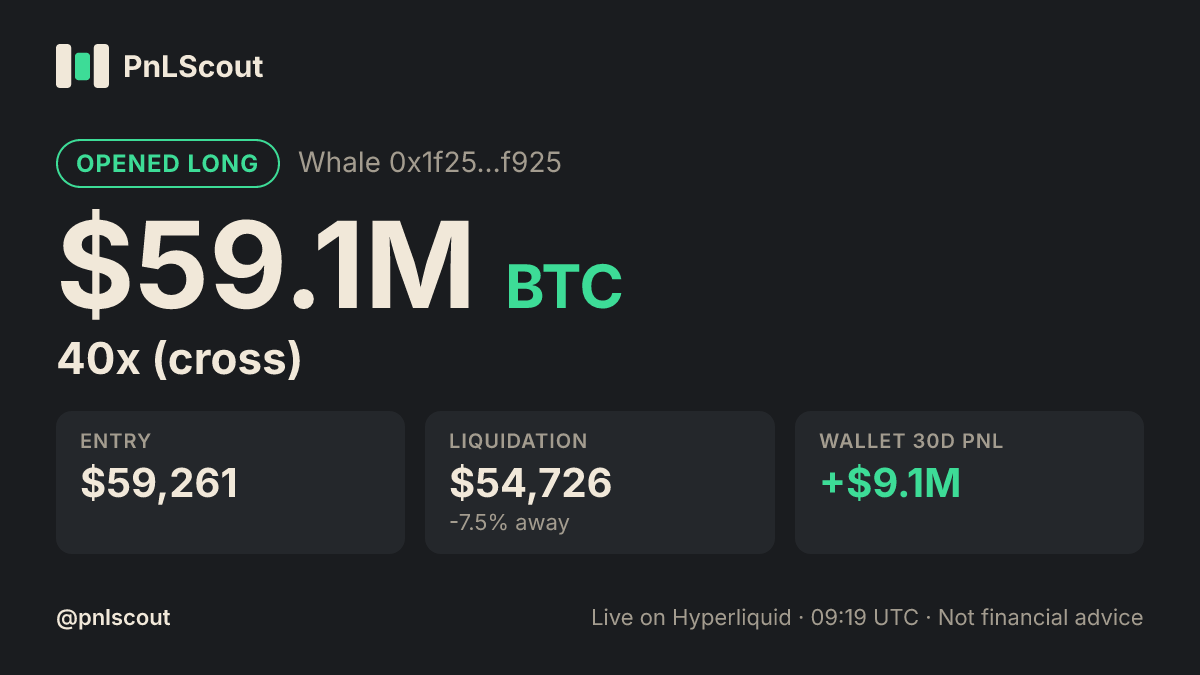 PnLScout
OPENED LONG Whale 0x1f25...f925
$59.1M BTC
40x (cross)
ENTRY
$59,261
LIQUIDATION
$54,726
-7.5% away
WALLET 30D PNL
+$9.1M
@pnlscout
Live on Hyperliquid · 09:19 UTC · Not financial advice